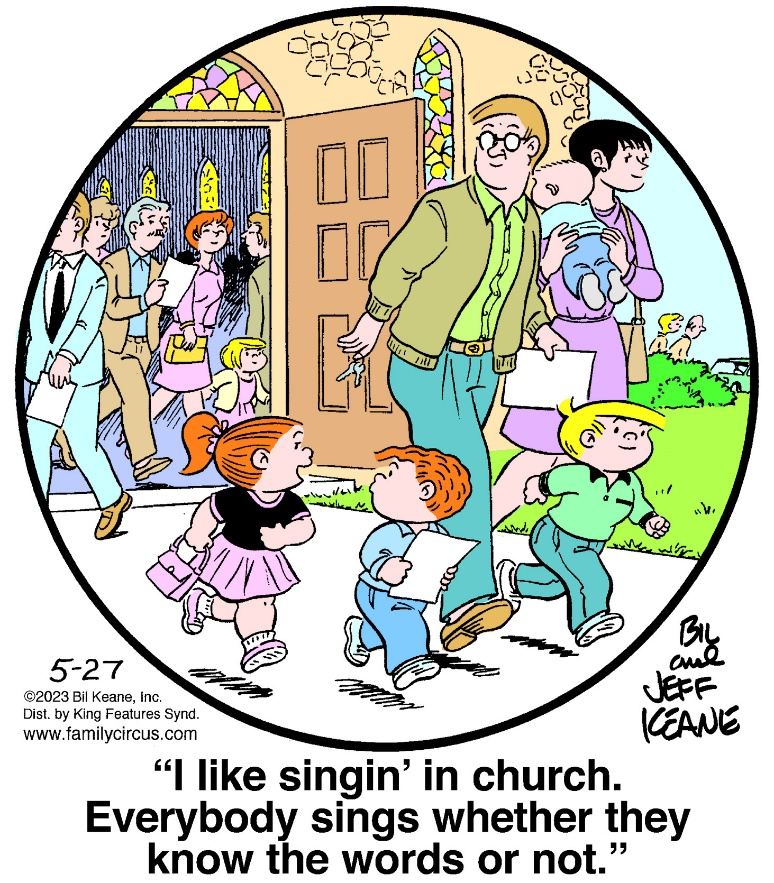 5-27
©2023 Bil Keane, Inc.
Dist. by King Features Synd.
www.familycircus.com
BIL
and
JEFF
KEANE
“I like singin’ in church.
Everybody sings whether they
know the words or not.”